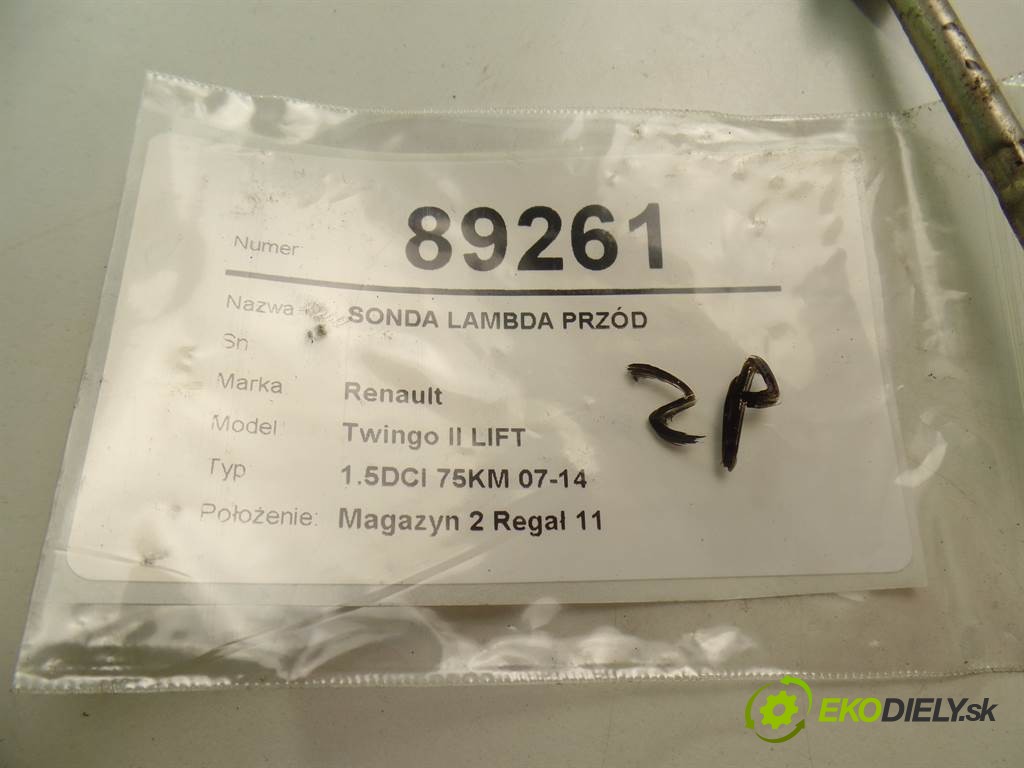 Numer 89261
Nazwa SONDA LAMBDA PRZÓD
Sn
Marka Renault
Model Twingo II LIFT
Typ 1.5DCI 75KM 07-14
Położenie: Magazyn 2 Regał 11
2P
EKODIELY.sk